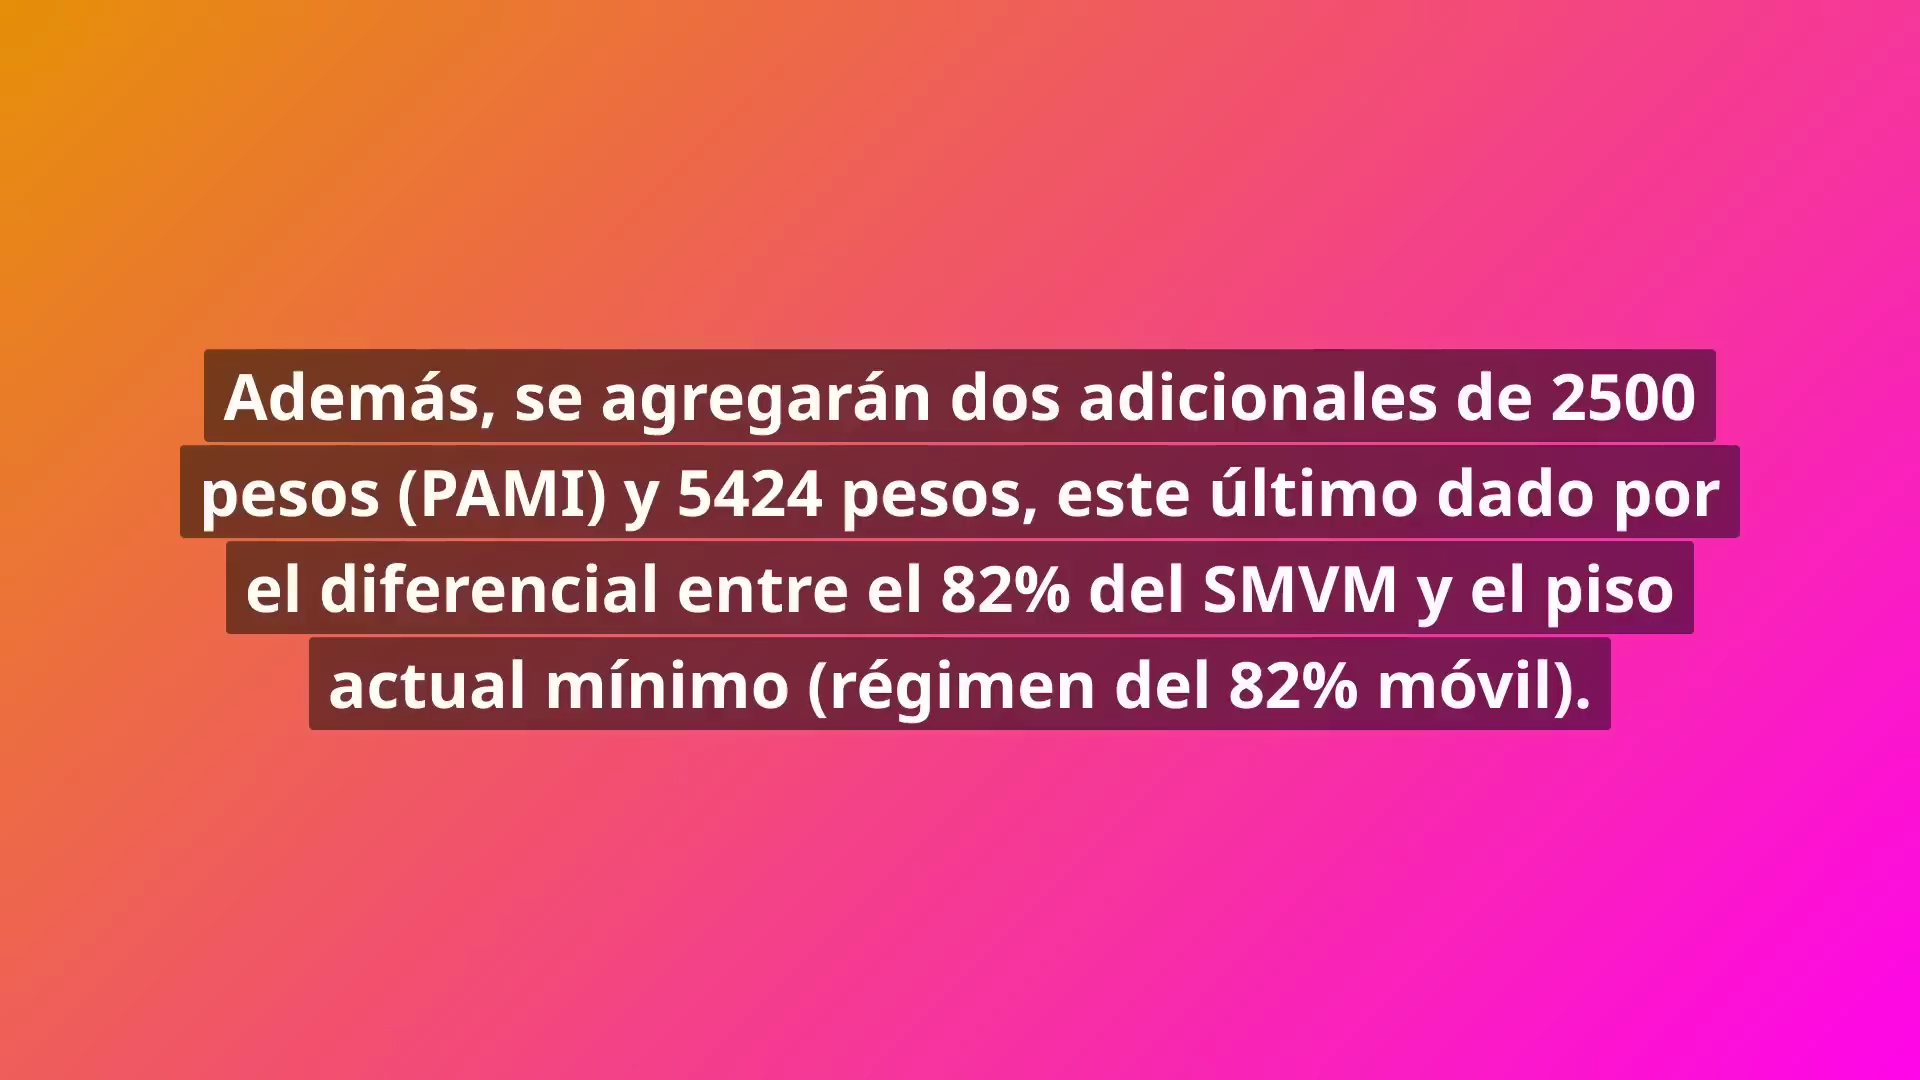 Además, se agregarán dos adicionales de 2500
pesos (PAMI) y 5424 pesos, este último dado por
el diferencial entre el 82% del SMVM y el piso
actual mínimo (régimen del 82% móvil).